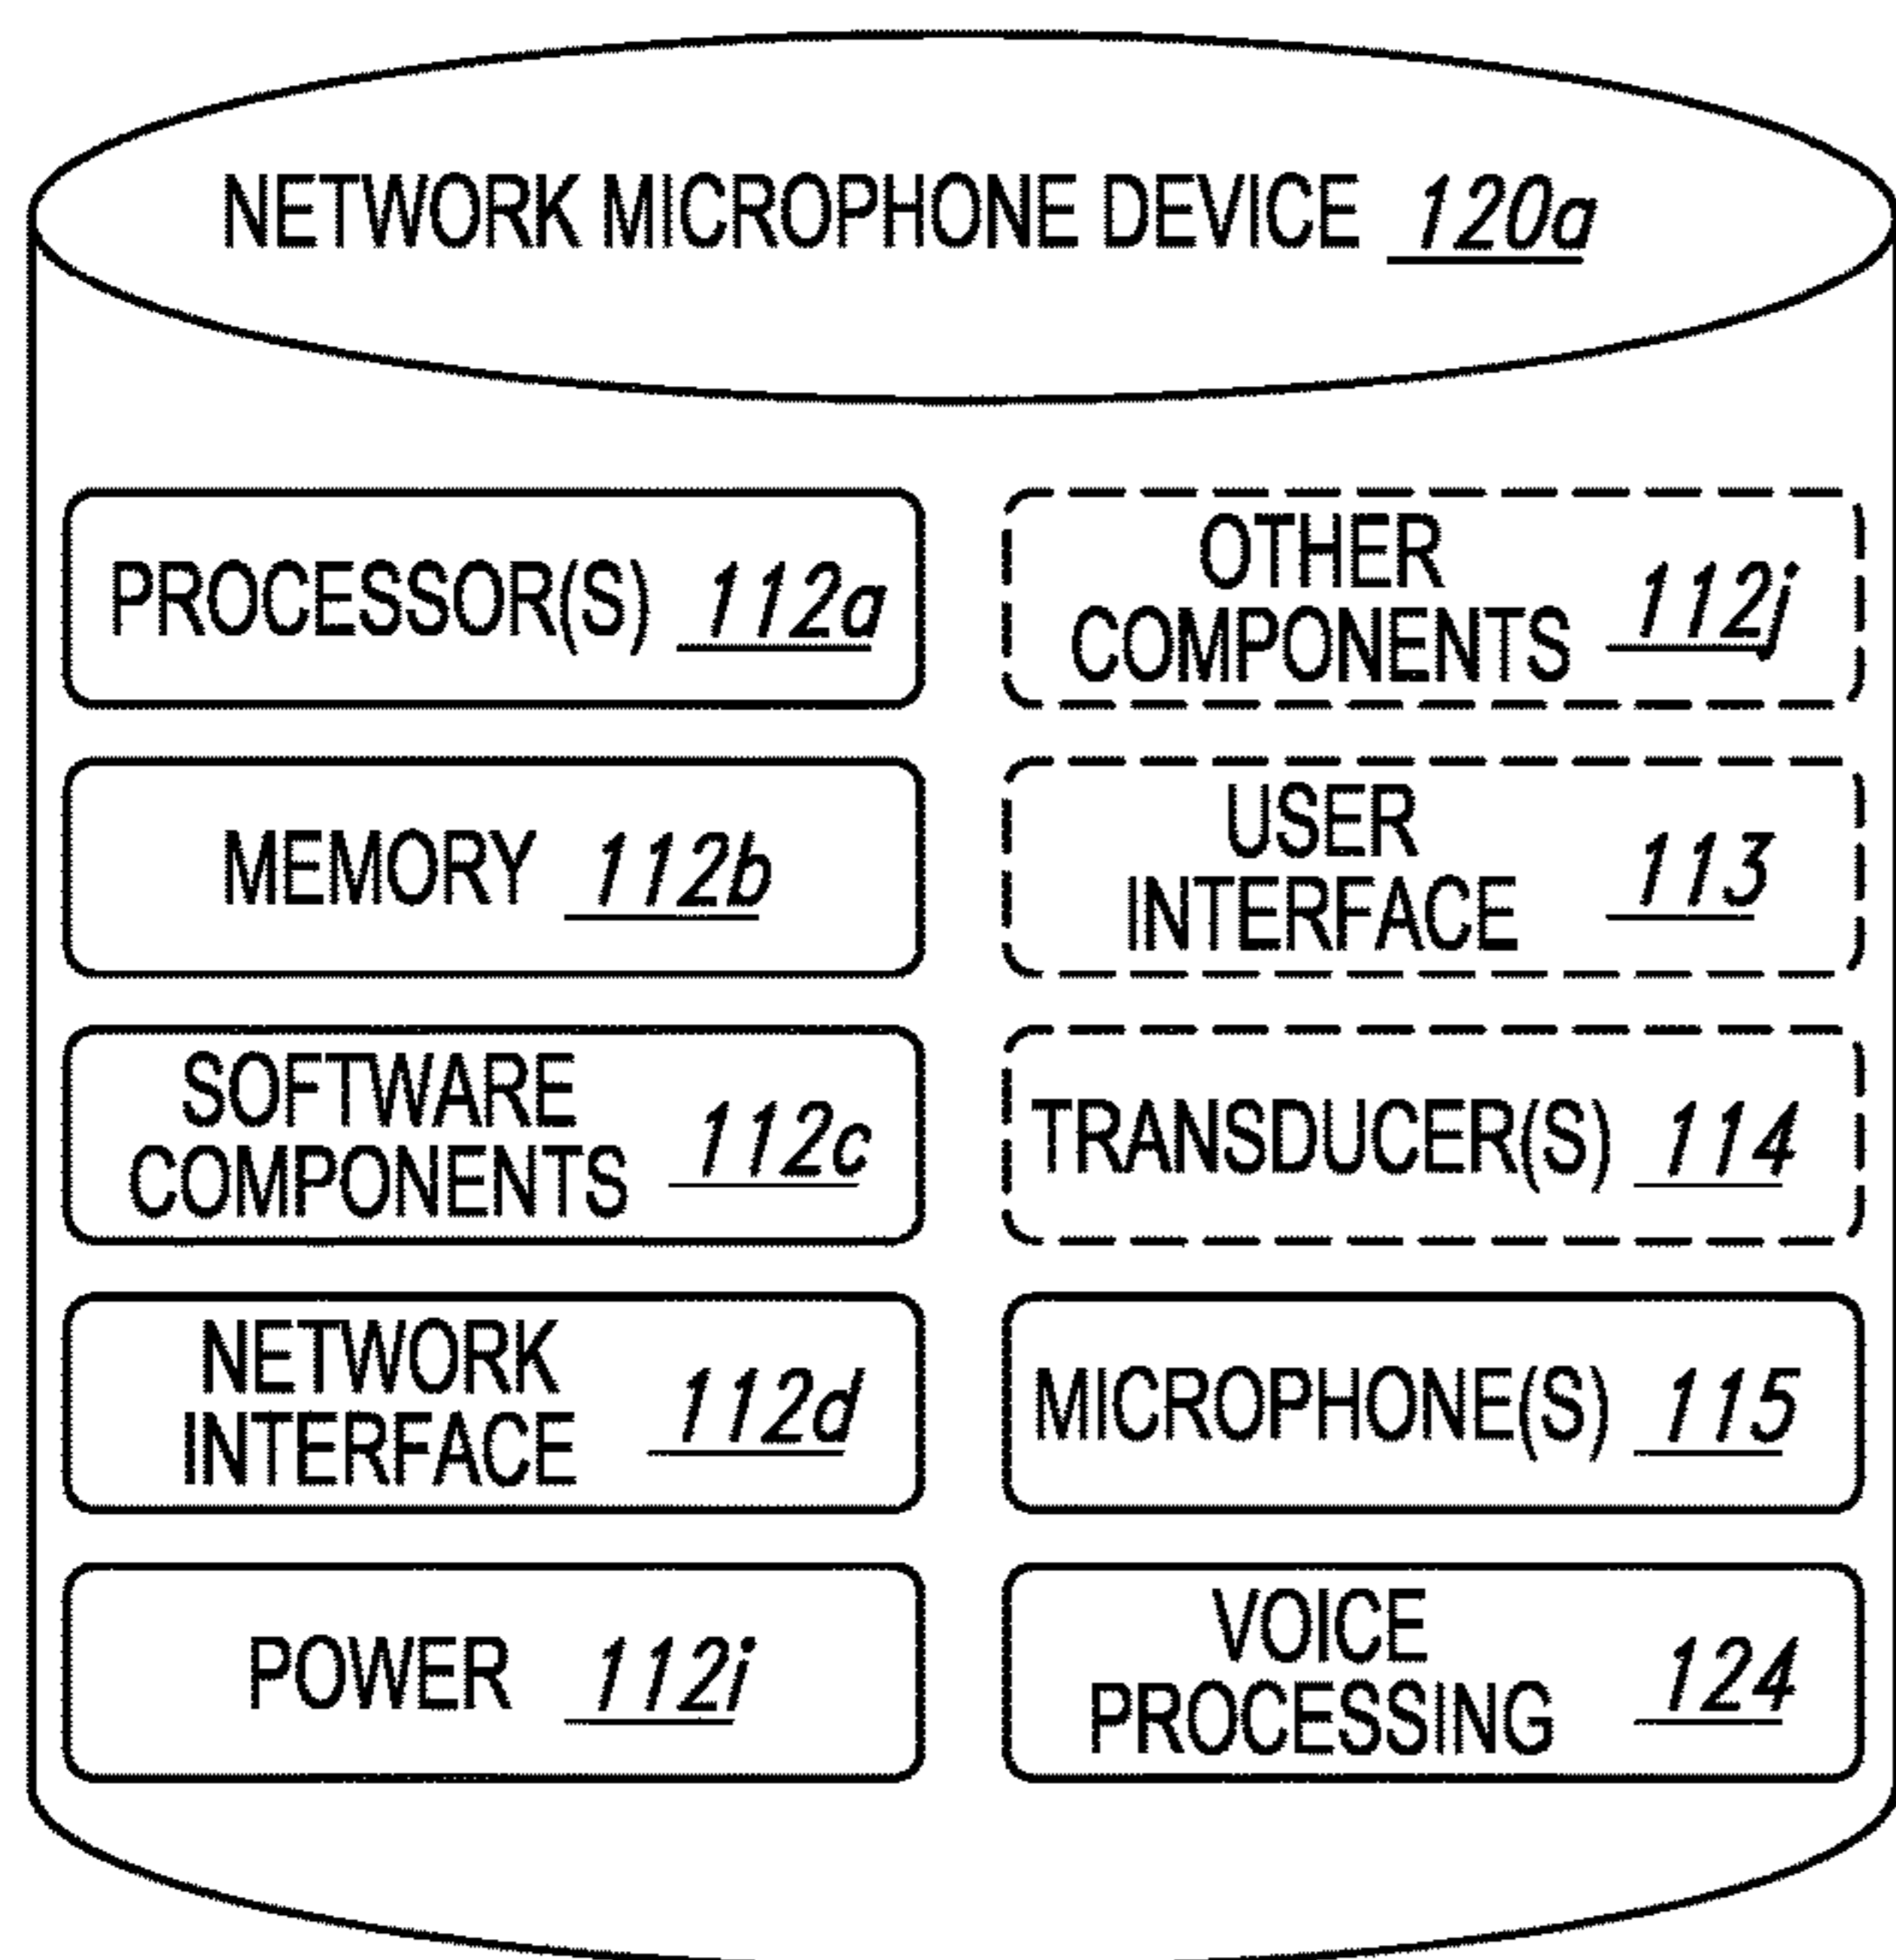 NETWORK MICROPHONE DEVICE 120a
PROCESSOR(S) 112a
MEMORY 112b
SOFTWARE
COMPONENTS 112c
NETWORK
INTERFACE 112d
POWER 112i
OTHER
COMPONENTS 112j
USER
INTERFACE 113
TRANSDUCER(S) 114
MICROPHONE(S) 115
VOICE
PROCESSING 124